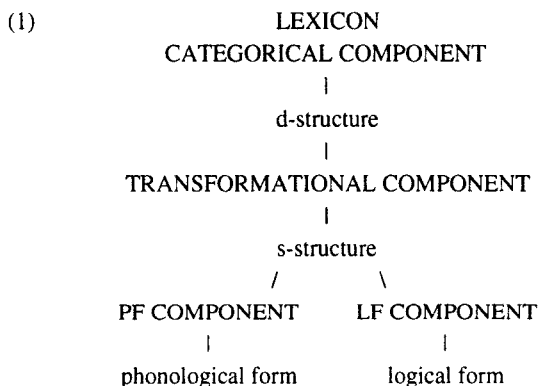 (1) LEXICON
CATEGORICAL COMPONENT
|
d-structure
|
TRANSFORMATIONAL COMPONENT
|
s-structure
/ \
PF COMPONENT LF COMPONENT
| |
phonological form logical form